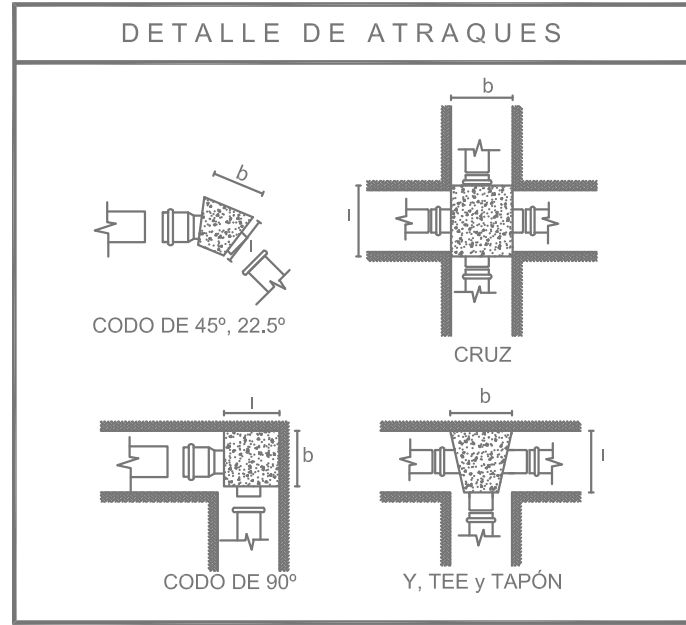 DETALLE DE ATRAQUES
b
b
l
l
CODO DE 45º, 22.5º
CRUZ
l
b
b
l
CODO DE 90º
Y, TEE y TAPÓN